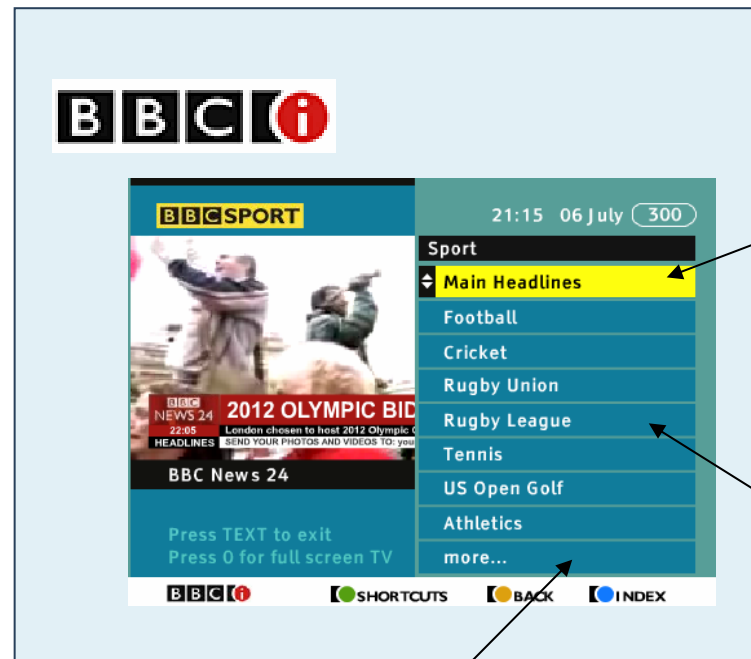 BBCi
BBC SPORT
21:15 06 July 300
Sport
Main Headlines
Football
Cricket
Rugby Union
Rugby League
Tennis
US Open Golf
Athletics
more...
BBC
NEWS 24
22:05
HEADLINES
2012 OLYMPIC BID
London chosen to host 2012 Olympic
SEND YOUR PHOTOS AND VIDEOS TO: you
BBC News 24
Press TEXT to exit
Press 0 for full screen TV
BBCi SHORTCUTS BACK INDEX